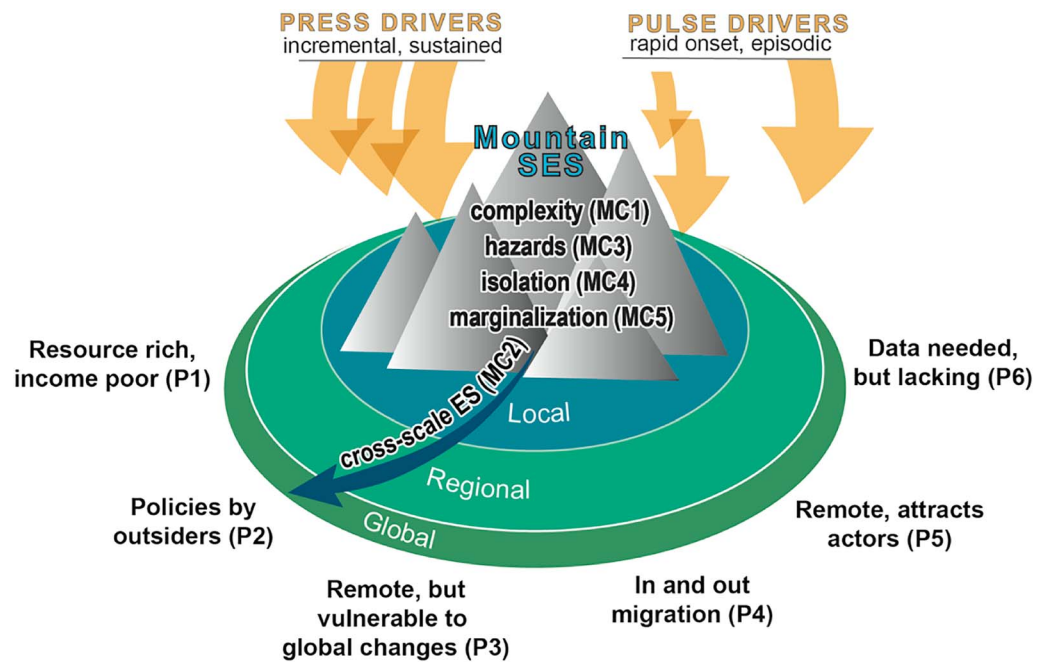 PRESS DRIVERS
incremental, sustained
PULSE DRIVERS
rapid onset, episodic
Mountain
SES
complexity (MC1)
hazards (MC3)
isolation (MC4)
marginalization (MC5)
cross-scale ES (MC2)
Local
Regional
Global
Resource rich,
income poor (P1)
Policies by
outsiders (P2)
Remote, but
vulnerable to
global changes (P3)
In and out
migration (P4)
Remote, attracts
actors (P5)
Data needed,
but lacking (P6)